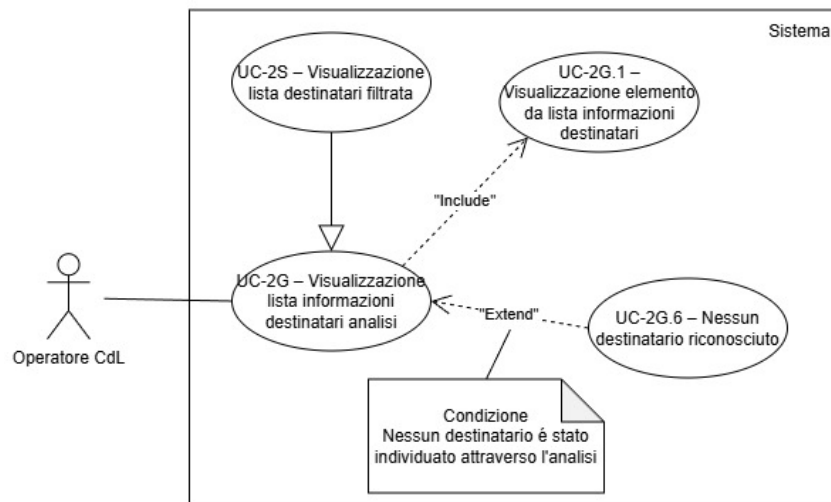 Sistema
UC-2S – Visualizzazione
lista destinatari filtrata
UC-2G.1 –
Visualizzazione elemento
da lista informazioni
destinatari
"Include"
UC-2G – Visualizzazione
lista informazioni
destinatari analisi
"Extend"
UC-2G.6 – Nessun
destinatario riconosciuto
Operatore CdL
Condizione
Nessun destinatario é stato
individuato attraverso l'analisi